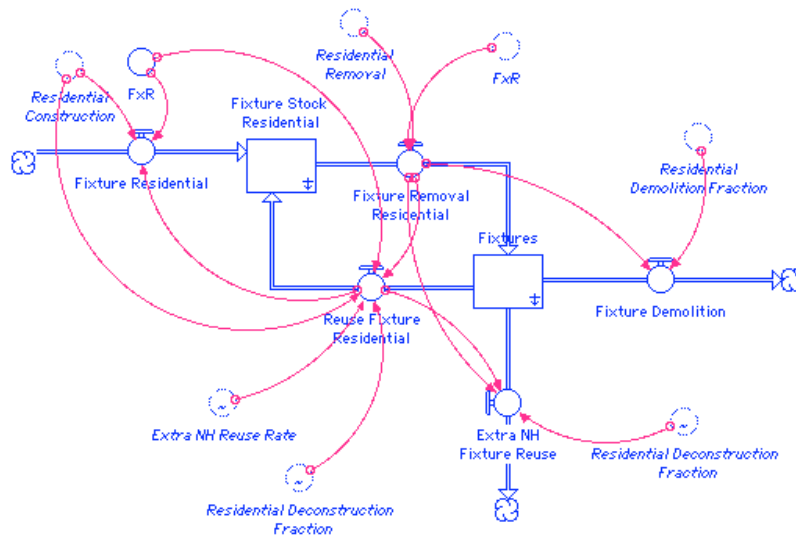 Residential
Removal
FxR
Residential
Construction
FxR
Fixture Stock
Residential
Residential
Demolition Fraction
Fixture Residential
Fixture Removal
Residential
Fixtures
Reuse Fixture
Residential
Fixture Demolition
Extra NH Reuse Rate
Extra NH
Fixture Reuse
Residential Deconstruction
Fraction
Residential Deconstruction
Fraction